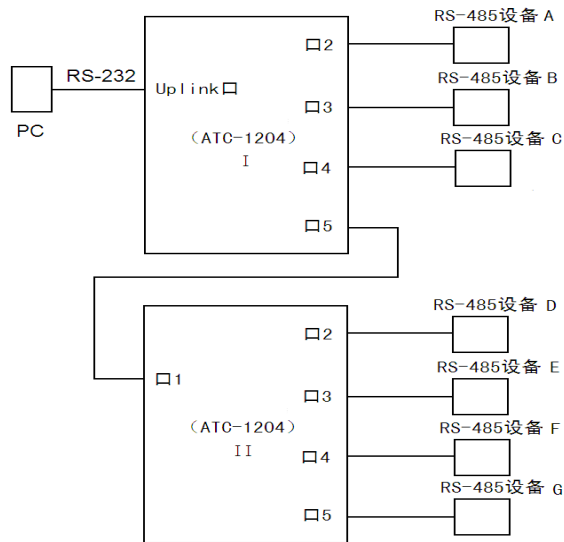 RS-485设备 A
口2
RS-232
Uplink口
PC
RS-485设备 B
口3
(ATC-1204)
I
RS-485设备 C
口4
口5
RS-485设备 D
口2
口1
RS-485设备 E
口3
(ATC-1204)
II
RS-485设备 F
口4
RS-485设备 G
口5